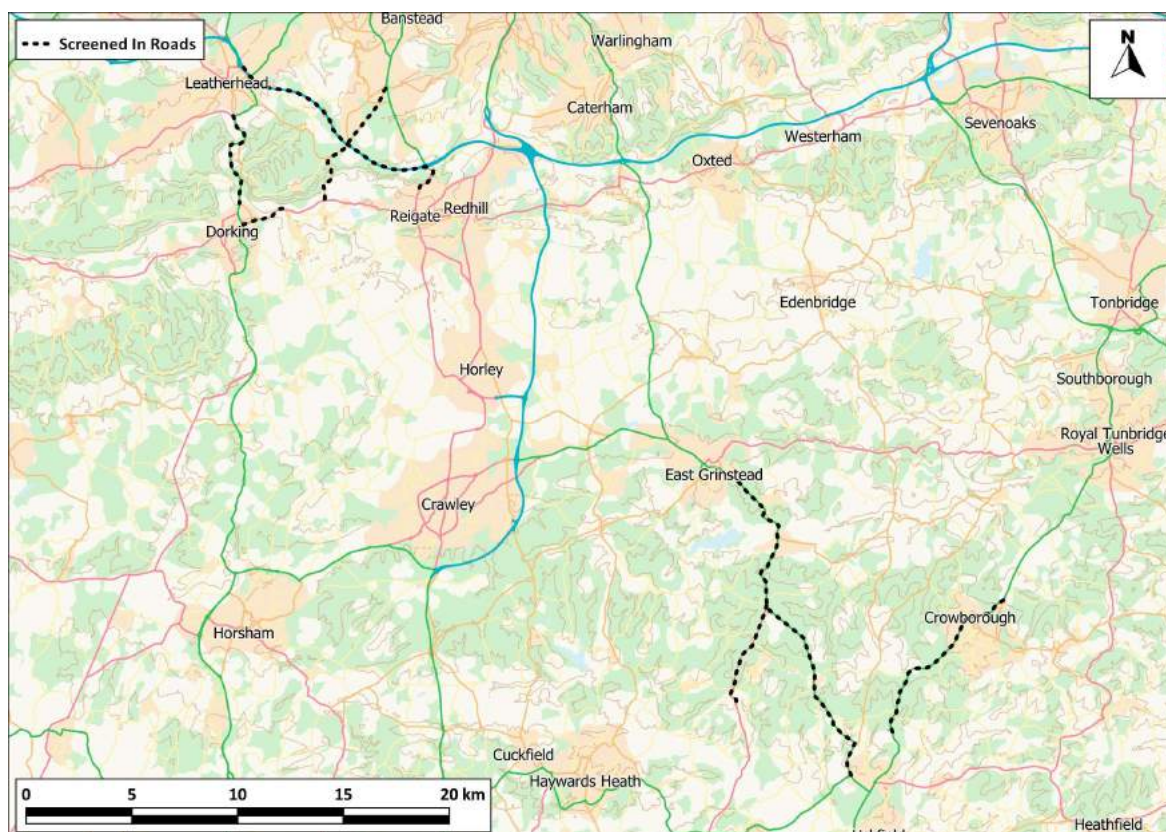 Banstead
Screened In Roads
Warlingham
N
Leatherhead
Caterham
Westerham
Sevenoaks
Oxted
Reigate
Redhill
Dorking
Edenbridge
Tonbridge
Horley
Southborough
Royal Tunbridge
Wells
East Grinstead
Crawley
Crowborough
Horsham
Cuckfield
Haywards Heath
0 5 10 15 20 km
Heathfield